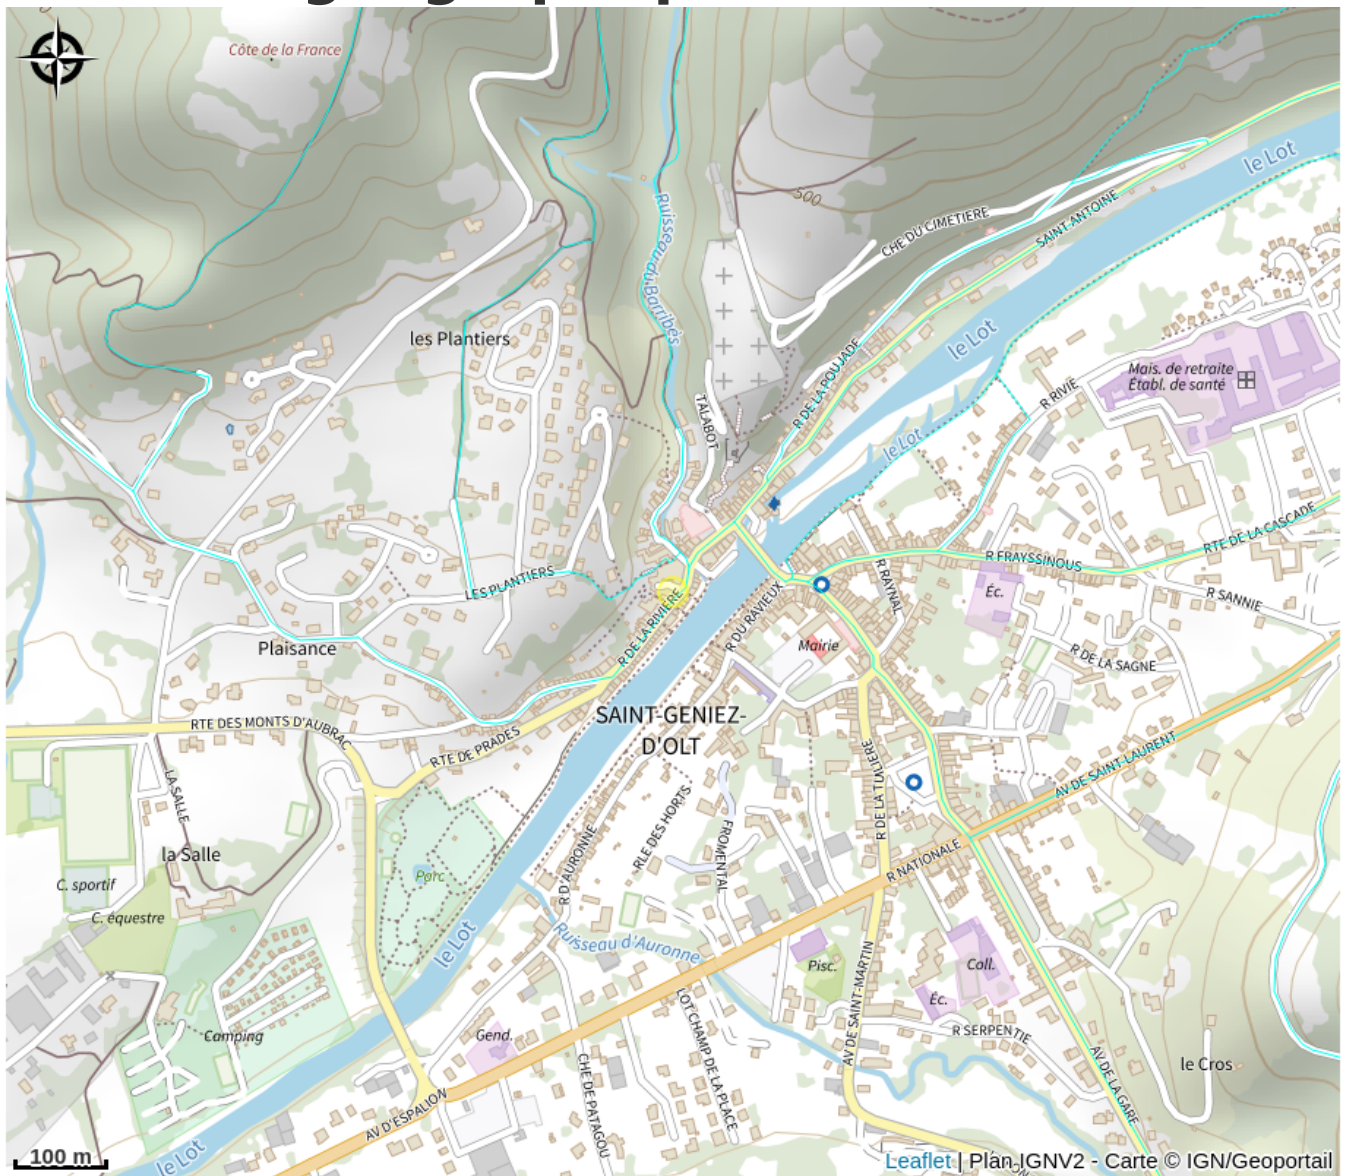 Côte de la France
le Lot
Ruisseau du Barribès
500
CHE DU CIMETIERE
SAINT ANTOINE
le Lot
les Plantiers
Mais. de retraite
Établ. de santé
R RIVIE
R DE LA POUJADE
TALABOT
le Lot
RTE DE LA CASCADE
R FRAYSSINOUS
LES PLANTIERS
R RAYNAL
Éc.
R SANNIE
R DE LA RIVIERE
R DU RAVIEUX
Mairie
Plaisance
R DE LA SAGNE
SAINT-GENIEZ-
D'OLT
RTE DES MONTS D'AUBRAC
RTE DE PRADES
AV DE SAINT-LAURENT
LA SALLE
R DE LA TUILIERE
RLE DES HORTS
FROMENTAL
R D'AURONNE
la Salle
R NATIONALE
Parc
C. sportif
C. équestre
le Lot
Ruisseau d'Auronne
Pisc.
Coll.
Éc.
AV DE SAINT-MARTIN
Camping
Gend.
LOT CHAMP DE LA PLACE
R SERPENTIE
CHE DE PATAGOU
AV DE LA GARE
le Cros
AV D'ESPALION
le Lot
100 m
Leaflet | Plan IGNV2 - Carte © IGN/Geoportail